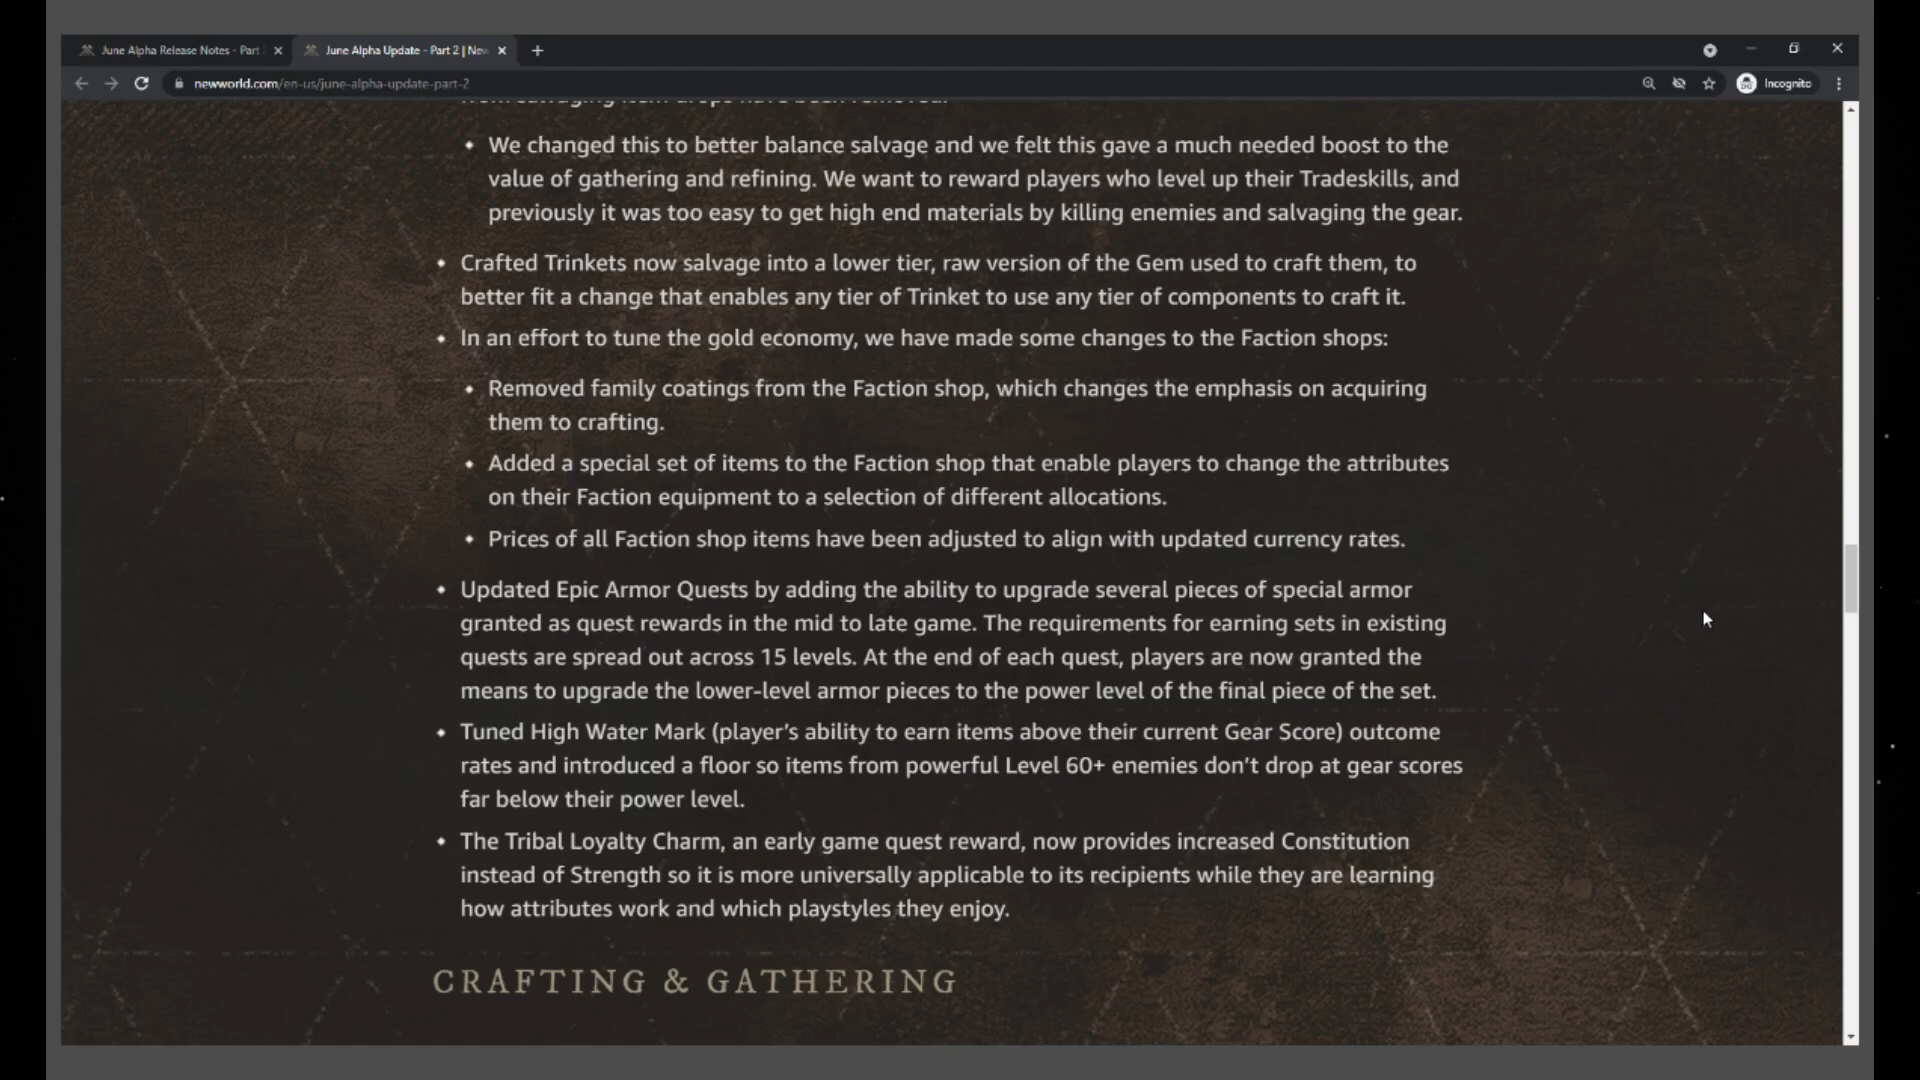 June Alpha Release Notes - Part
June Alpha Update - Part 2 | New
newworld.com/en-us/june-alpha-update-part-2
Incognito
• We changed this to better balance salvage and we felt this gave a much needed boost to the
value of gathering and refining. We want to reward players who level up their Tradeskills, and
previously it was too easy to get high end materials by killing enemies and salvaging the gear.
• Crafted Trinkets now salvage into a lower tier, raw version of the Gem used to craft them, to
better fit a change that enables any tier of Trinket to use any tier of components to craft it.
• In an effort to tune the gold economy, we have made some changes to the Faction shops:
• Removed family coatings from the Faction shop, which changes the emphasis on acquiring
them to crafting.
• Added a special set of items to the Faction shop that enable players to change the attributes
on their Faction equipment to a selection of different allocations.
• Prices of all Faction shop items have been adjusted to align with updated currency rates.
• Updated Epic Armor Quests by adding the ability to upgrade several pieces of special armor
granted as quest rewards in the mid to late game. The requirements for earning sets in existing
quests are spread out across 15 levels. At the end of each quest, players are now granted the
means to upgrade the lower-level armor pieces to the power level of the final piece of the set.
• Tuned High Water Mark (player’s ability to earn items above their current Gear Score) outcome
rates and introduced a floor so items from powerful Level 60+ enemies don’t drop at gear scores
far below their power level.
• The Tribal Loyalty Charm, an early game quest reward, now provides increased Constitution
instead of Strength so it is more universally applicable to its recipients while they are learning
how attributes work and which playstyles they enjoy.
CRAFTING & GATHERING